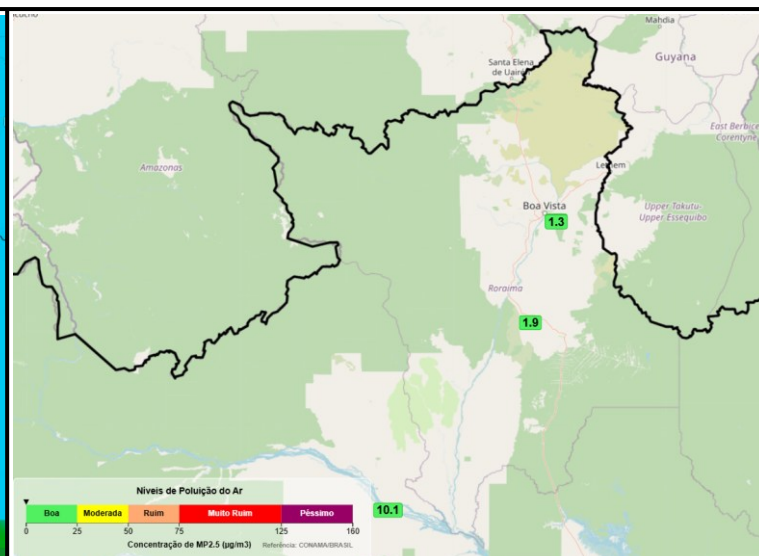 Mahdia
Guyana
Santa Elena
de Uairén
East Berbice
Corentyne
Amazonas
Lethem
Upper Takutu-
Upper Essequibo
Boa Vista
1.3
Roraima
1.9
10.1
Níveis de Poluição do Ar
Boa Moderada Ruim Muito Ruim Péssimo
0 25 50 75 125 160
Concentração de MP2.5 (µg/m3) Referência: CONAMA/BRASIL